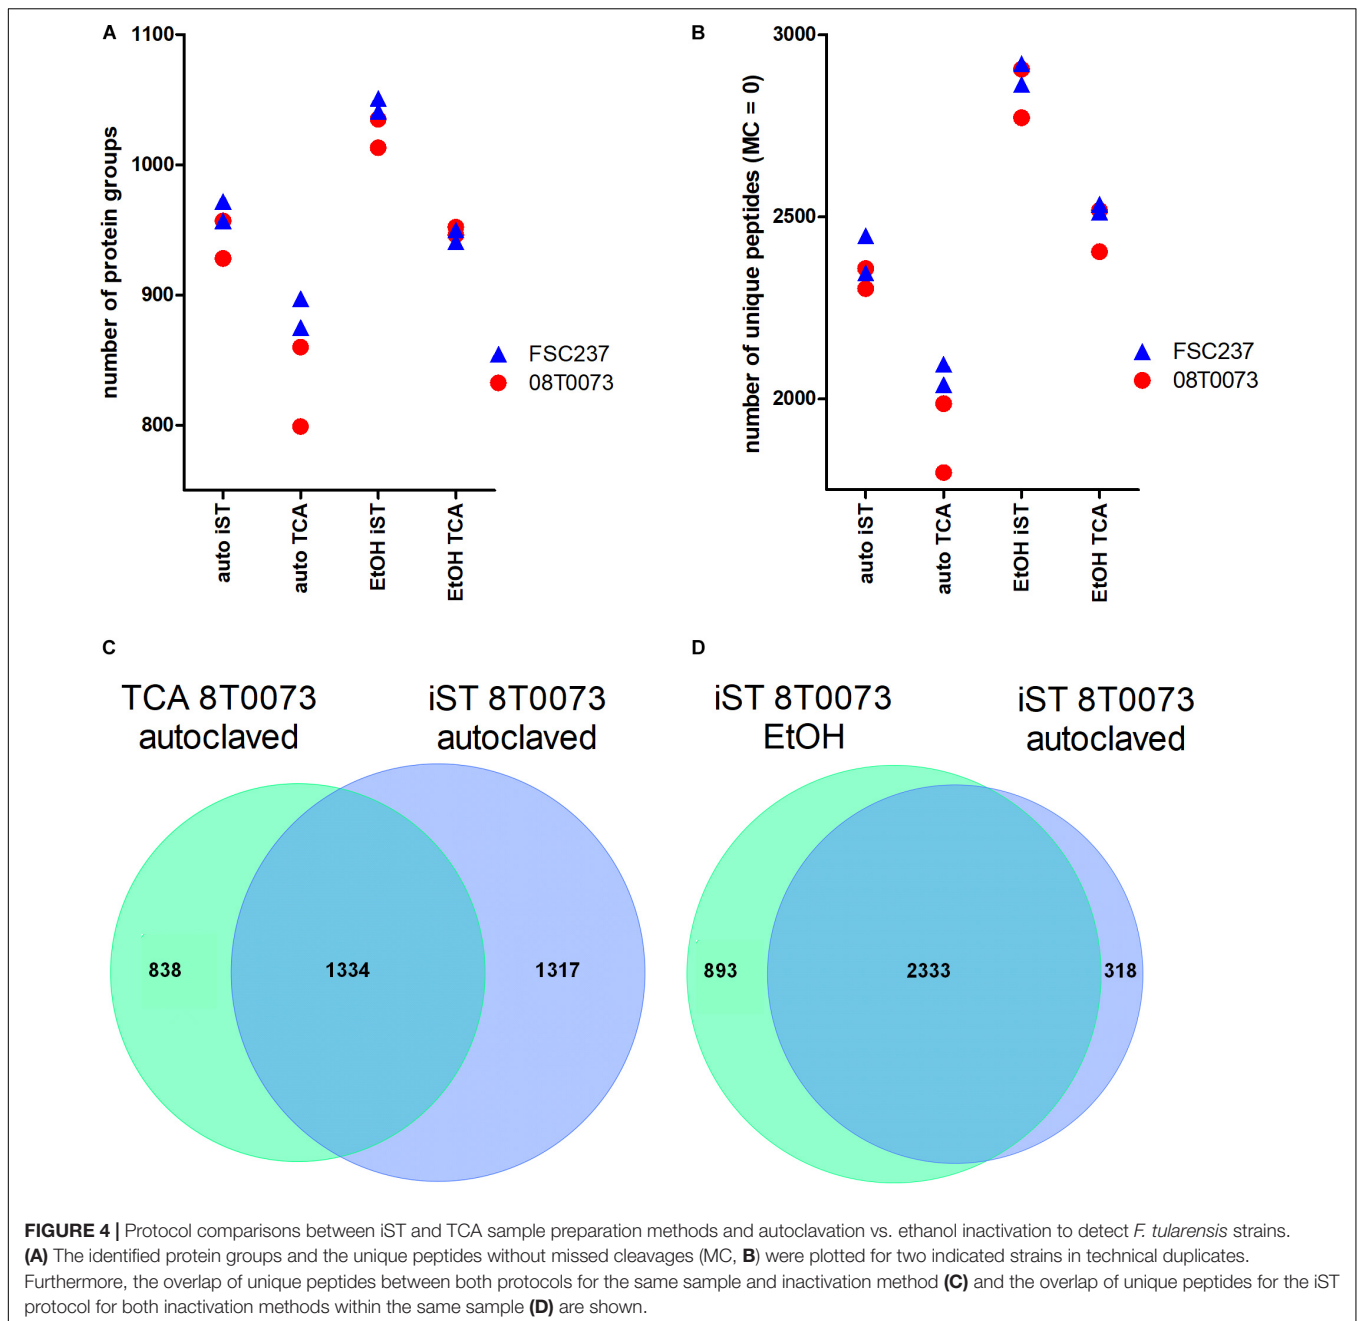 A
number of protein groups
1100
1000
900
800
auto iST
auto TCA
EtOH iST
EtOH TCA
FSC237
08T0073
B
number of unique peptides (MC = 0)
3000
2500
2000
auto iST
auto TCA
EtOH iST
EtOH TCA
FSC237
08T0073
C
TCA 8T0073
autoclaved
iST 8T0073
autoclaved
838
1334
1317
D
iST 8T0073
EtOH
iST 8T0073
autoclaved
893
2333
318
FIGURE 4 | Protocol comparisons between iST and TCA sample preparation methods and autoclavation vs. ethanol inactivation to detect F. tularensis strains.
(A) The identified protein groups and the unique peptides without missed cleavages (MC, B) were plotted for two indicated strains in technical duplicates.
Furthermore, the overlap of unique peptides between both protocols for the same sample and inactivation method (C) and the overlap of unique peptides for the iST
protocol for both inactivation methods within the same sample (D) are shown.